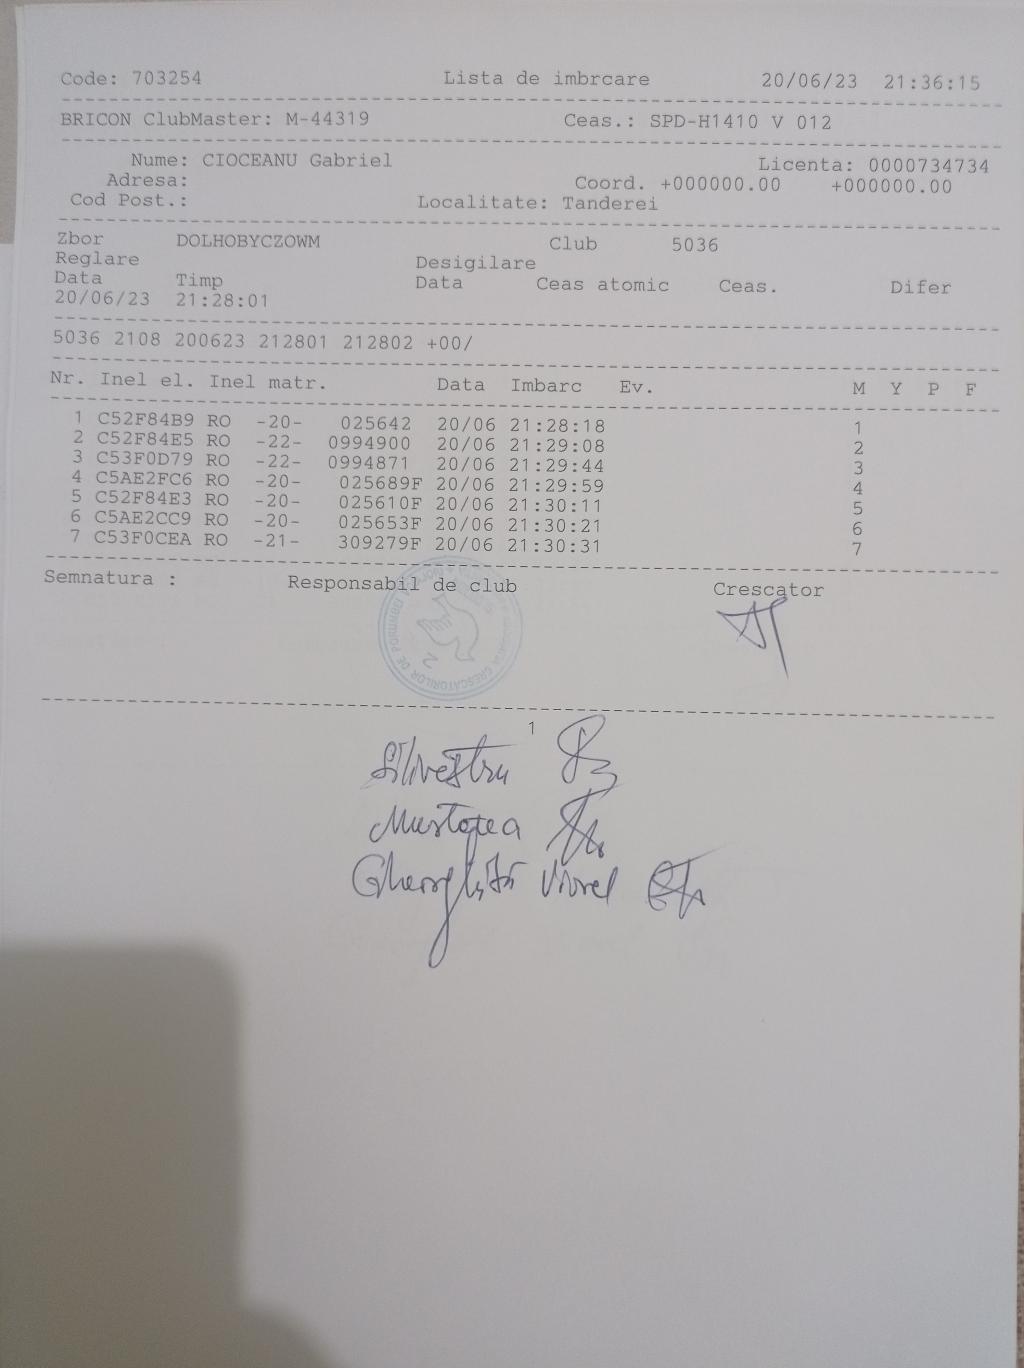 Code: 703254 Lista de imbrcare 20/06/23 21:36:15
BRICON ClubMaster: M-44319 Ceas.: SPD-H1410 V 012
Nume: CIOCEANU Gabriel Licenta: 0000734734
Adresa: Coord. +000000.00 +000000.00
Cod Post.: Localitate: Tanderei
Zbor DOLHOBYCZOWM Club 5036
Reglare Desigilare
Data Timp Data Ceas atomic Ceas. Difer
20/06/23 21:28:01
5036 2108 200623 212801 212802 +00/
Nr. Inel el. Inel matr. Data Imbarc Ev. M Y P F
1 C52F84B9 RO -20- 025642 20/06 21:28:18 1
2 C52F84E5 RO -22- 0994900 20/06 21:29:08 2
3 C53F0D79 RO -22- 0994871 20/06 21:29:44 3
4 C5AE2FC6 RO -20- 025689F 20/06 21:29:59 4
5 C52F84E3 RO -20- 025610F 20/06 21:30:11 5
6 C5AE2CC9 RO -20- 025653F 20/06 21:30:21 6
7 C53F0CEA RO -21- 309279F 20/06 21:30:31 7
Semnatura : Responsabil de club Crescator
CRESCĂTORILOR DE PORUMBEI
1
Silvestru
Mustatea
Gheorghiță Viorel